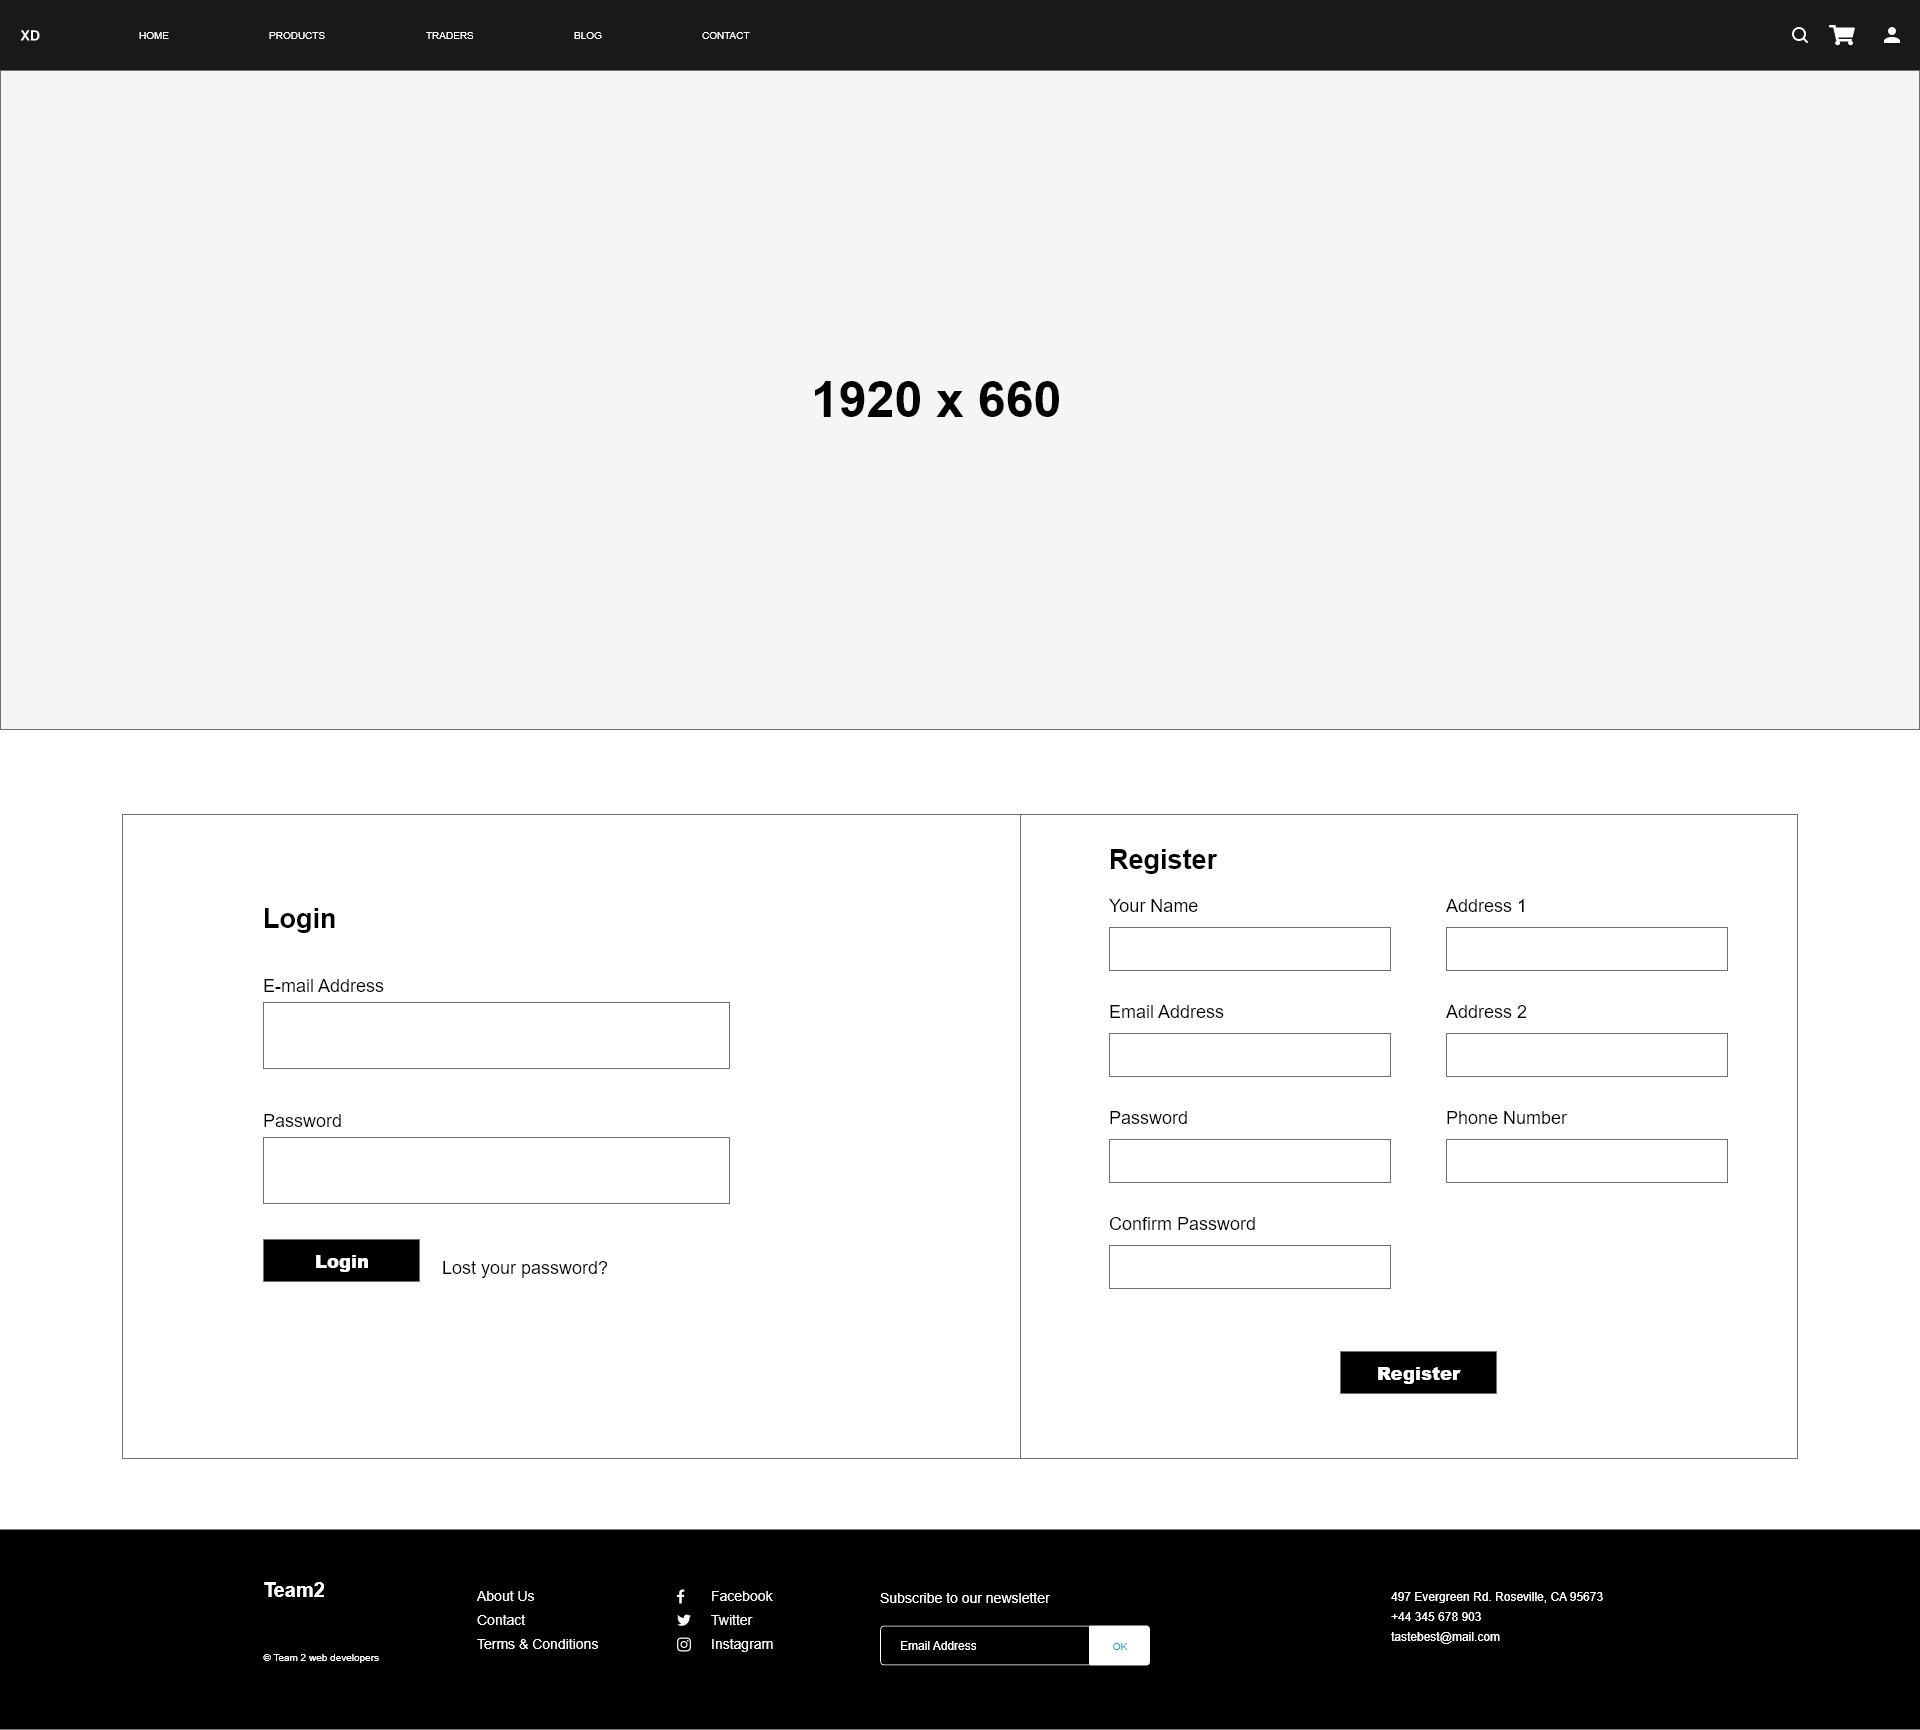 XD HOME PRODUCTS TRADERS BLOG CONTACT
1920 x 660
Login
E-mail Address
Password
Login Lost your password?
Register
Your Name Address 1
Email Address Address 2
Password Phone Number
Confirm Password
Register
Team2
© Team 2 web developers
About Us
Contact
Terms & Conditions
Facebook
Twitter
Instagram
Subscribe to our newsletter
Email Address OK
497 Evergreen Rd. Roseville, CA 95673
+44 345 678 903
tastebest@mail.com